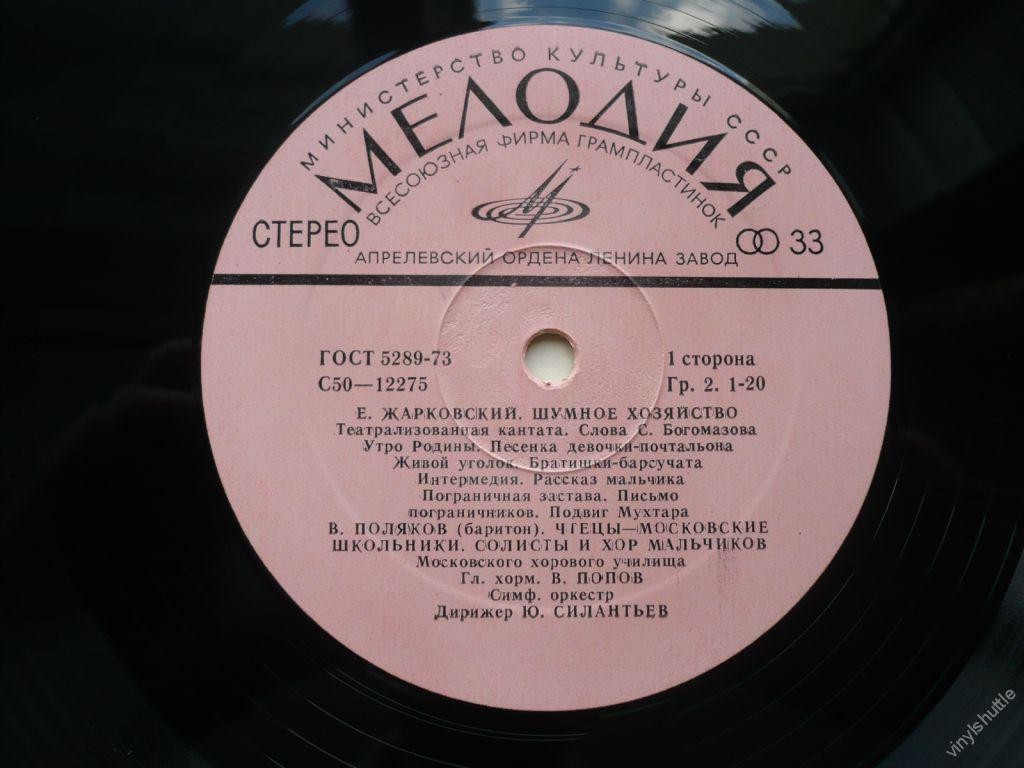 МИНИСТЕРСТВО КУЛЬТУРЫ СССР
МЕЛОДИЯ
ВСЕСОЮЗНАЯ ФИРМА ГРАМПЛАСТИНОК
СТЕРЕО
33
АПРЕЛЕВСКИЙ ОРДЕНА ЛЕНИНА ЗАВОД
ГОСТ 5289-73
1 сторона
С50—12275
Гр. 2. 1-20
Е. ЖАРКОВСКИЙ. ШУМНОЕ ХОЗЯЙСТВО
Театрализованная кантата. Слова С. Богомазова
Утро Родины. Песенка девочки-почтальона
Живой уголок. Братишки-барсучата
Интермедия. Рассказ мальчика
Пограничная застава. Письмо
пограничников. Подвиг Мухтара
В. ПОЛЯКОВ (баритон). ЧТЕЦЫ—МОСКОВСКИЕ
ШКОЛЬНИКИ. СОЛИСТЫ И ХОР МАЛЬЧИКОВ
Московского хорового училища
Гл. хорм. В. ПОПОВ
Симф. оркестр
Дирижер Ю. СИЛАНТЬЕВ
vinylshuttle